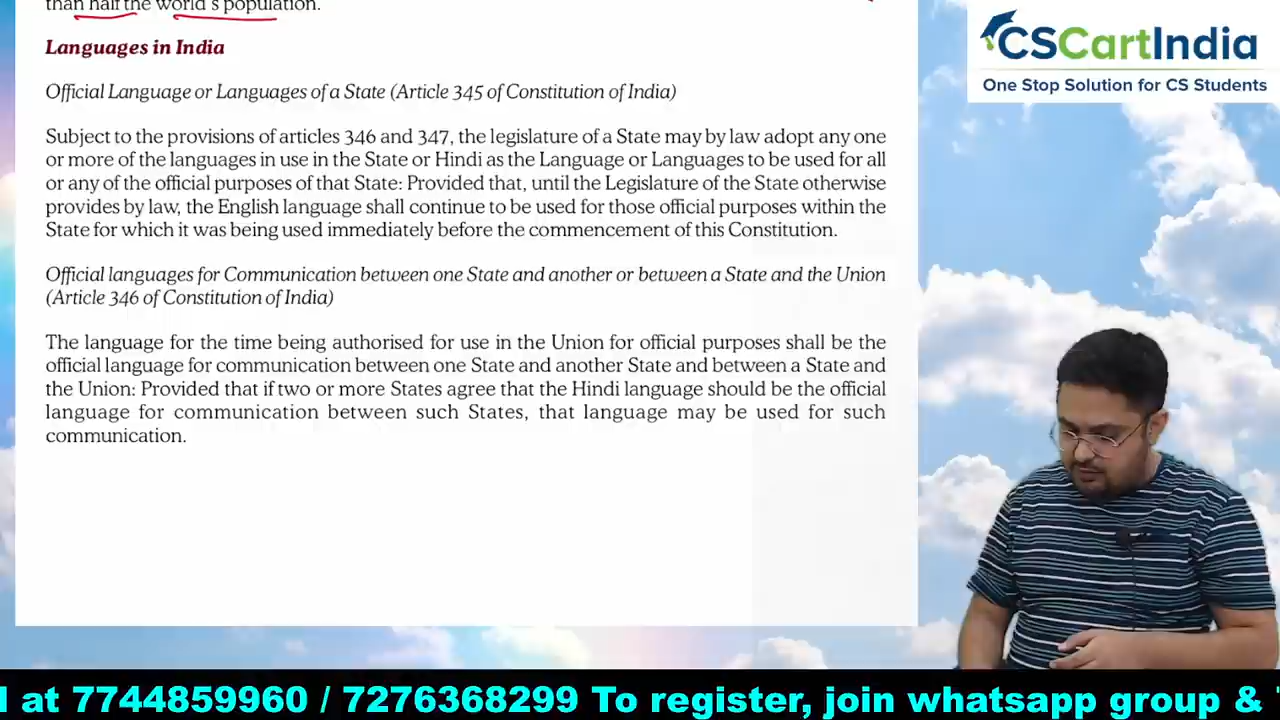 than half the world's population.
CSCartIndia
One Stop Solution for CS Students
Languages in India
Official Language or Languages of a State (Article 345 of Constitution of India)
Subject to the provisions of articles 346 and 347, the legislature of a State may by law adopt any one
or more of the languages in use in the State or Hindi as the Language or Languages to be used for all
or any of the official purposes of that State: Provided that, until the Legislature of the State otherwise
provides by law, the English language shall continue to be used for those official purposes within the
State for which it was being used immediately before the commencement of this Constitution.
Official languages for Communication between one State and another or between a State and the Union
(Article 346 of Constitution of India)
The language for the time being authorised for use in the Union for official purposes shall be the
official language for communication between one State and another State and between a State and
the Union: Provided that if two or more States agree that the Hindi language should be the official
language for communication between such States, that language may be used for such
communication.
at 7744859960 / 7276368299 To register, join whatsapp group &